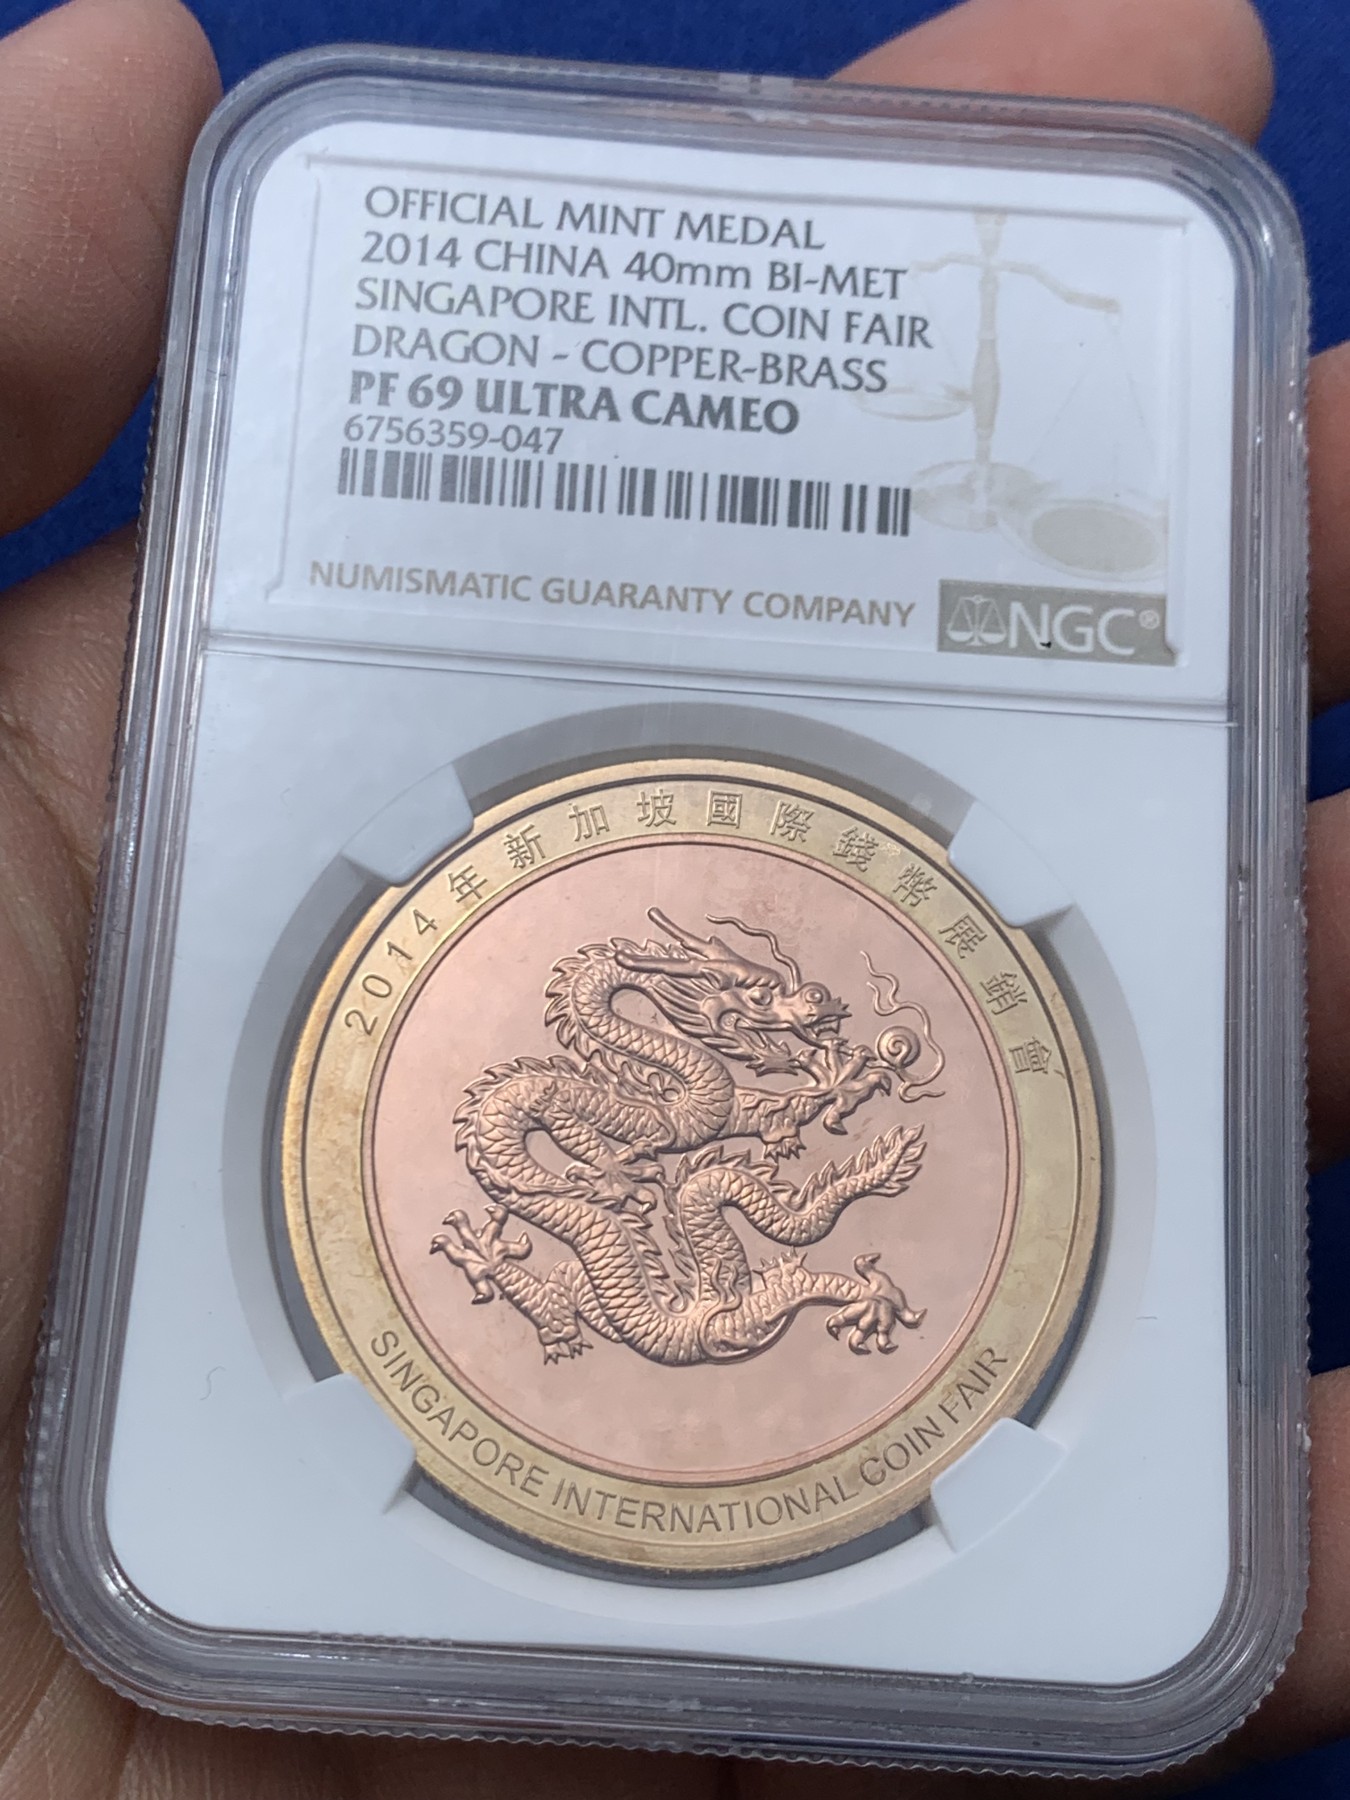 OFFICIAL MINT MEDAL
2014 CHINA 40mm BI-MET
SINGAPORE INTL. COIN FAIR
DRAGON - COPPER-BRASS
PF 69 ULTRA CAMEO
6756359-047
NUMISMATIC GUARANTY COMPANY
NGC®
2014年新加坡國際錢幣展銷會
SINGAPORE INTERNATIONAL COIN FAIR